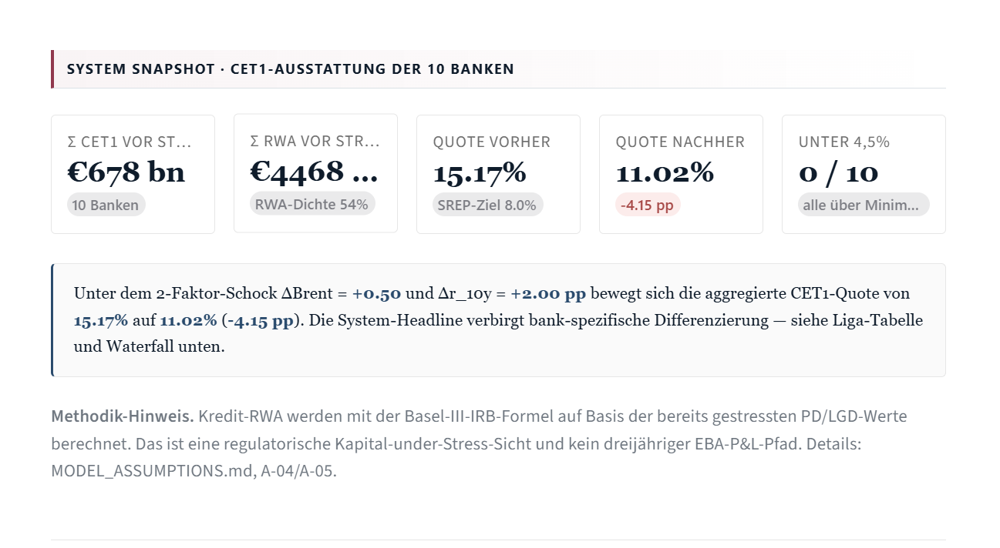 SYSTEM SNAPSHOT · CET1-AUSSTATTUNG DER 10 BANKEN
Σ CET1 VOR ST…
€678 bn
10 Banken
Σ RWA VOR STR…
€4468 …
RWA-Dichte 54%
QUOTE VORHER
15.17%
SREP-Ziel 8.0%
QUOTE NACHHER
11.02%
-4.15 pp
UNTER 4,5%
0 / 10
alle über Minim…
Unter dem 2-Faktor-Schock ΔBrent = +0.50 und Δr_10y = +2.00 pp bewegt sich die aggregierte CET1-Quote von
15.17% auf 11.02% (-4.15 pp). Die System-Headline verbirgt bank-spezifische Differenzierung — siehe Liga-Tabelle
und Waterfall unten.
Methodik-Hinweis. Kredit-RWA werden mit der Basel-III-IRB-Formel auf Basis der bereits gestressten PD/LGD-Werte
berechnet. Das ist eine regulatorische Kapital-under-Stress-Sicht und kein dreijähriger EBA-P&L-Pfad. Details:
MODEL_ASSUMPTIONS.md, A-04/A-05.